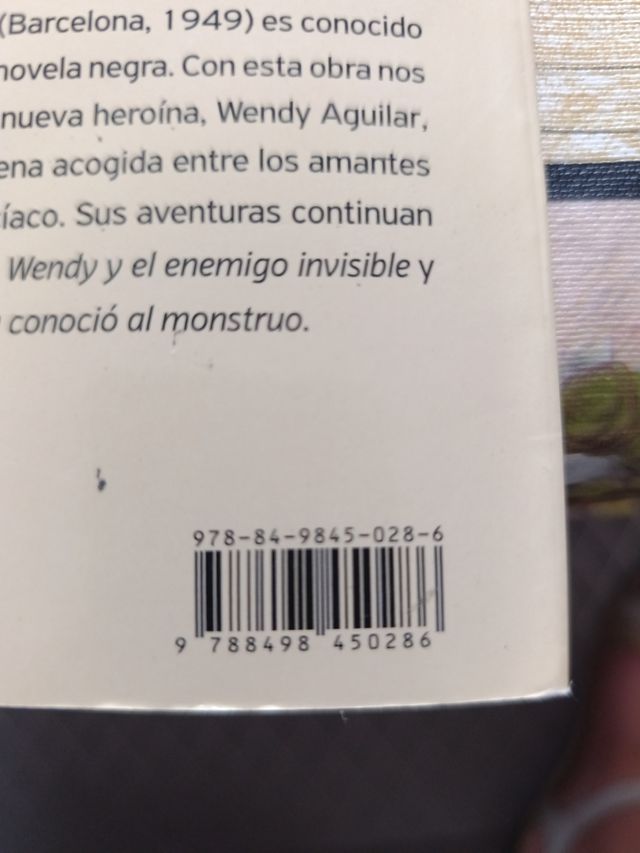 (Barcelona, 1949) es conocido
novela negra. Con esta obra nos
nueva heroína, Wendy Aguilar,
ena acogida entre los amantes
íaco. Sus aventuras continuan
Wendy y el enemigo invisible y
conoció al monstruo.
978-84-9845-028-6
9 788498 450286